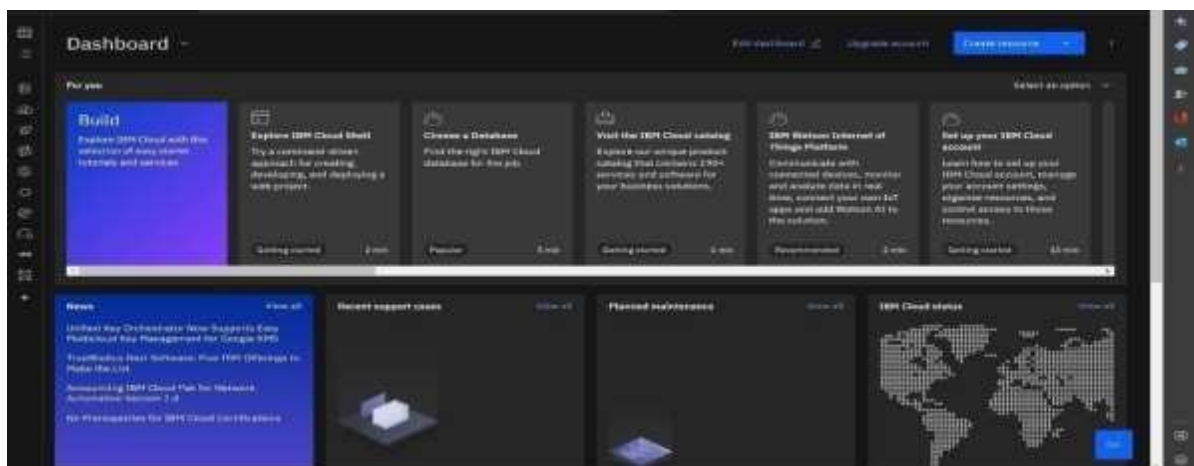 Dashboard
Edit dashboard
Upgrade account
Create resource
For you
Select an option
Build
Explore IBM Cloud with this
selection of easy starter
tutorials and services.
Explore IBM Cloud Shell
Try a command-driven
approach for creating,
developing, and deploying a
web project.
Getting started
Choose a Database
Find the right IBM Cloud
database for the job.
Popular
5 min
Visit the IBM Cloud catalog
Explore our unique product
catalog that contains 190+
services and software for
your business solutions.
Getting started
IBM Watson Internet of
Things Platform
Communicate with
connected devices, monitor
and analyze data in real
time, connect your own IoT
apps and add Watson AI to
the solution.
Recommended
Set up your IBM Cloud
account
Learn how to set up your
IBM Cloud account, manage
your account settings,
organize resources, and
control access to those
resources.
Getting started
News
View all
Unified Key Orchestrator Now Supports Easy
Multicloud Key Management for Google KMS
TrustRadius Best Software: Five IBM Offerings to
Make the List
Announcing IBM Cloud Pak for Network
Automation Version 2.4
No Prerequisites for IBM Cloud Certifications
Recent support cases
View all
Planned maintenance
View all
IBM Cloud status
View all